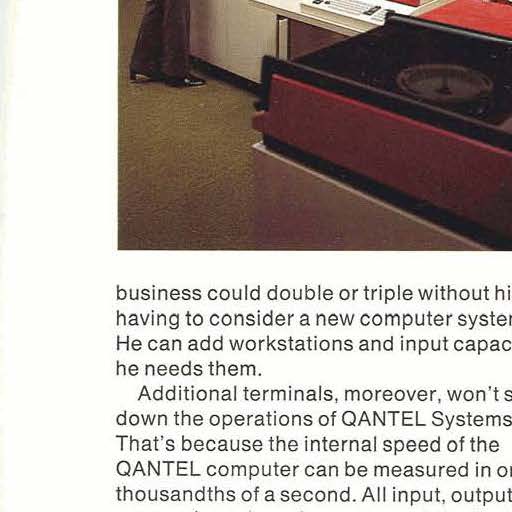 business could double or triple without hi
having to consider a new computer syste
He can add workstations and input capac
he needs them.
Additional terminals, moreover, won't s
down the operations of QANTEL Systems
That's because the internal speed of the
QANTEL computer can be measured in on
thousandths of a second. All input, output